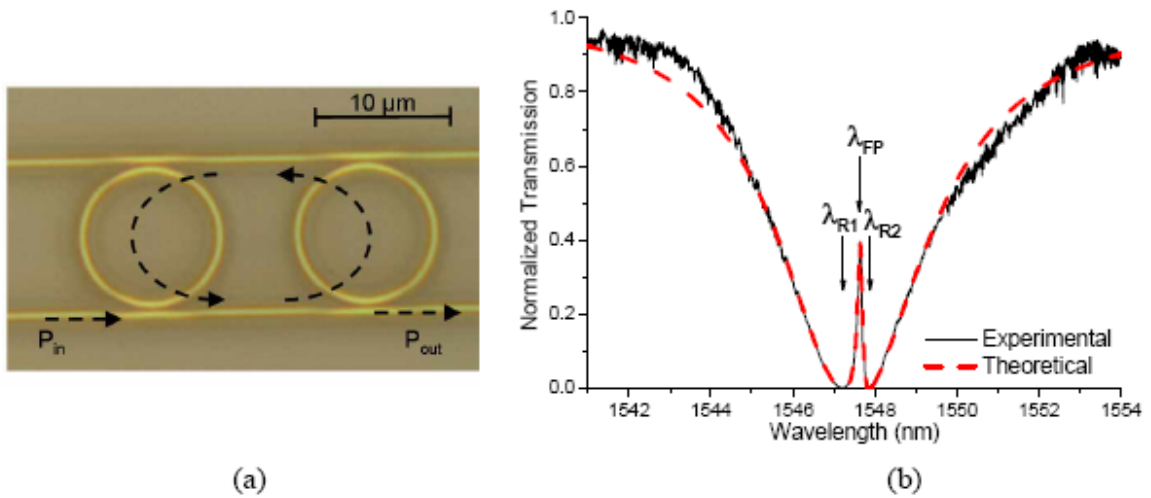 10 μm
P_in
P_out
(a)
Normalized Transmission
1.0
0.8
0.6
0.4
0.2
0.0
λ_FP
λ_R1
λ_R2
Experimental
Theoretical
1542 1544 1546 1548 1550 1552 1554
Wavelength (nm)
(b)